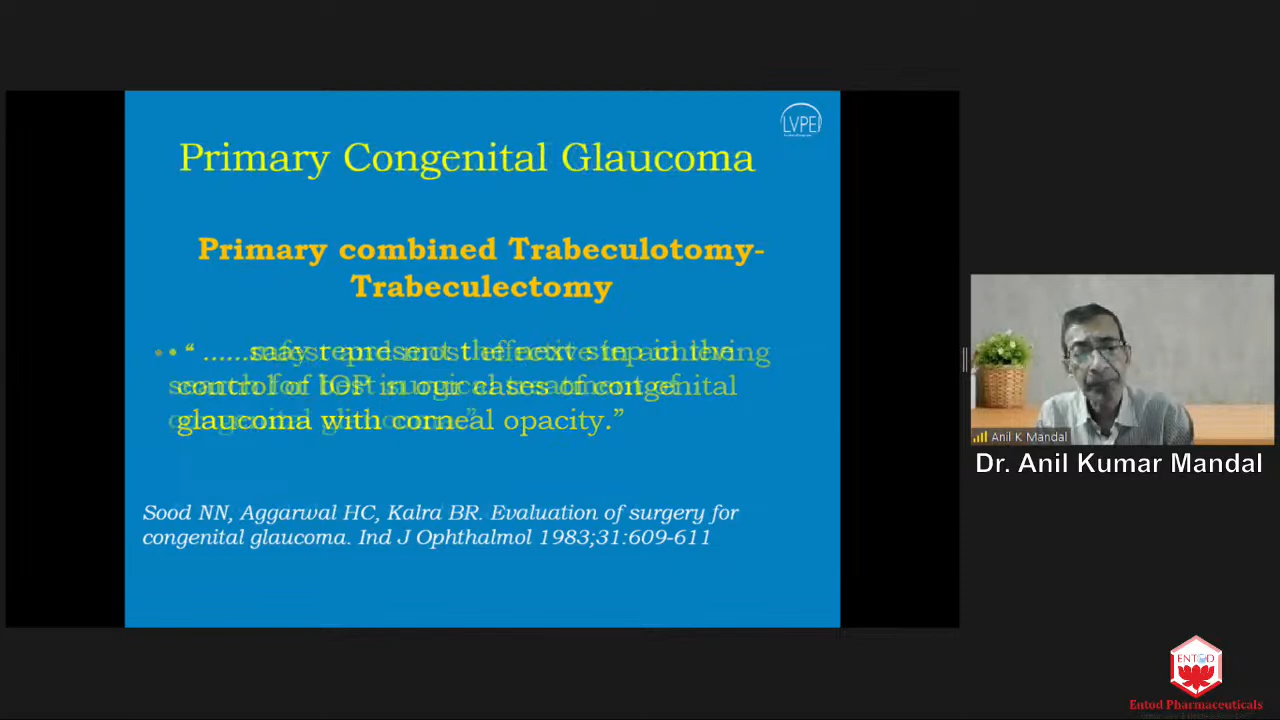 LVPEI
Primary Congenital Glaucoma
Primary combined Trabeculotomy-
Trabeculectomy
• “ ......may represent the next step in the
control of IOP in our cases of congenital
glaucoma with corneal opacity.”
Sood NN, Aggarwal HC, Kalra BR. Evaluation of surgery for
congenital glaucoma. Ind J Ophthalmol 1983;31:609-611
Anil K Mandal
Dr. Anil Kumar Mandal
ENTOD
Entod Pharmaceuticals